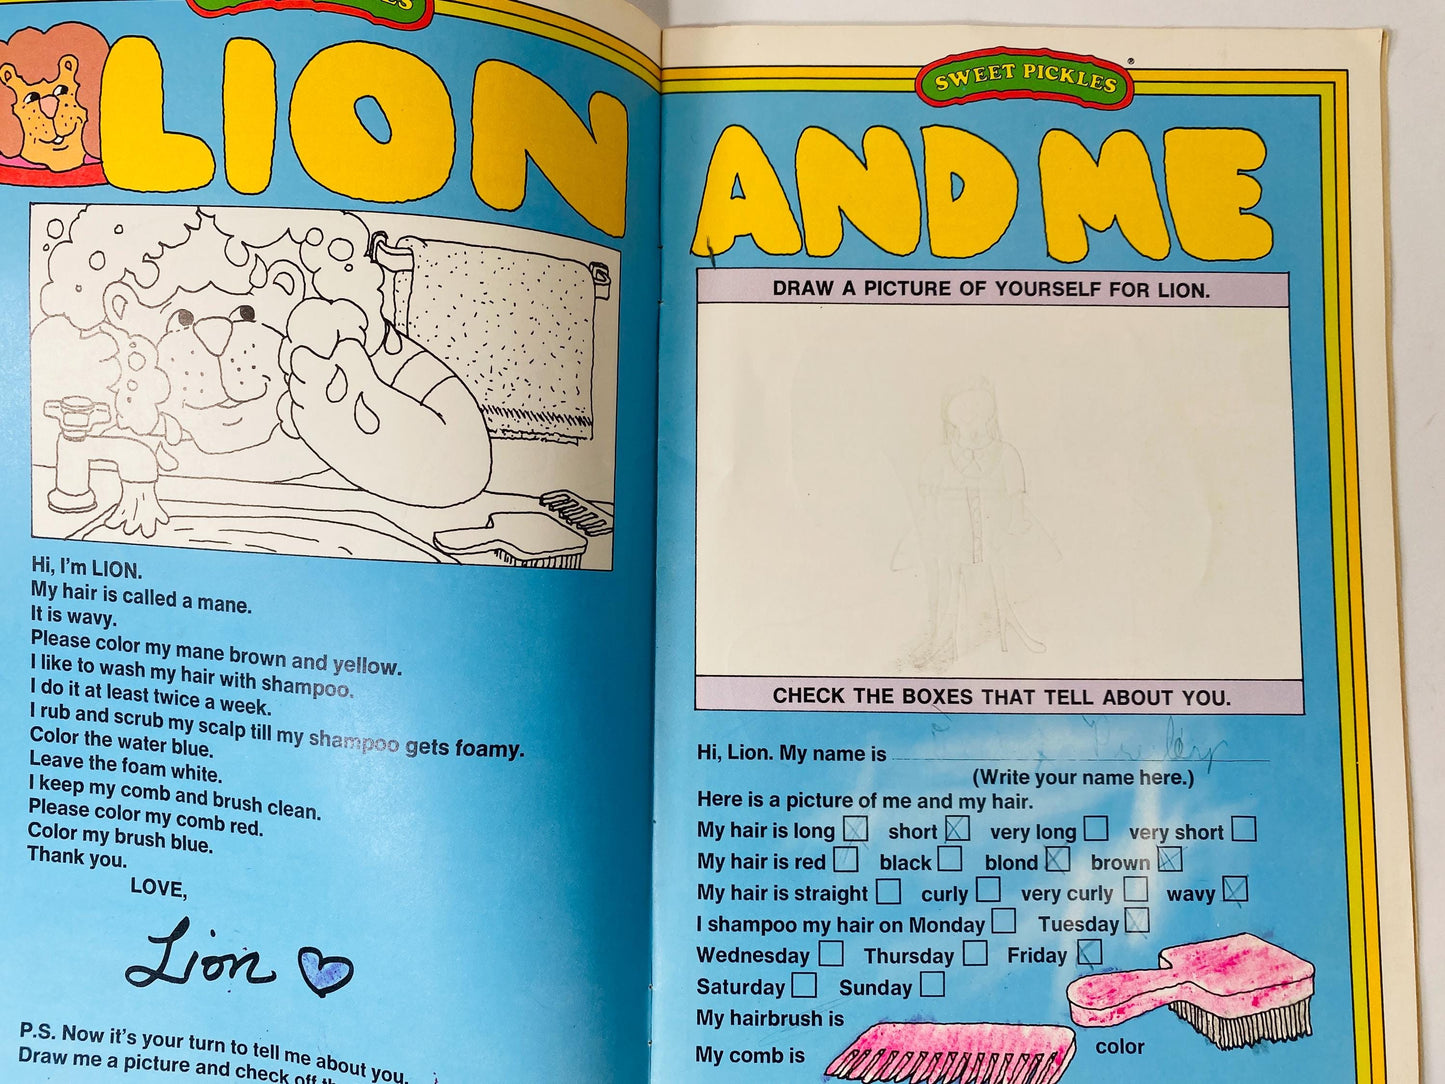 LION
Hi, I'm LION.
My hair is called a mane.
It is wavy.
Please color my mane brown and yellow.
I like to wash my hair with shampoo.
I do it at least twice a week.
I rub and scrub my scalp till my shampoo gets foamy.
Color the water blue.
Leave the foam white.
I keep my comb and brush clean.
Please color my comb red.
Color my brush blue.
Thank you.
LOVE,
Lion
P.S. Now it's your turn to tell me about you.
Draw me a picture and check off
SWEET PICKLES®
AND ME
DRAW A PICTURE OF YOURSELF FOR LION.
CHECK THE BOXES THAT TELL ABOUT YOU.
Hi, Lion. My name is
(Write your name here.)
Here is a picture of me and my hair.
My hair is long short very long very short
My hair is red black blond brown
My hair is straight curly very curly wavy
I shampoo my hair on Monday Tuesday
Wednesday Thursday Friday
Saturday Sunday
My hairbrush is
My comb is color